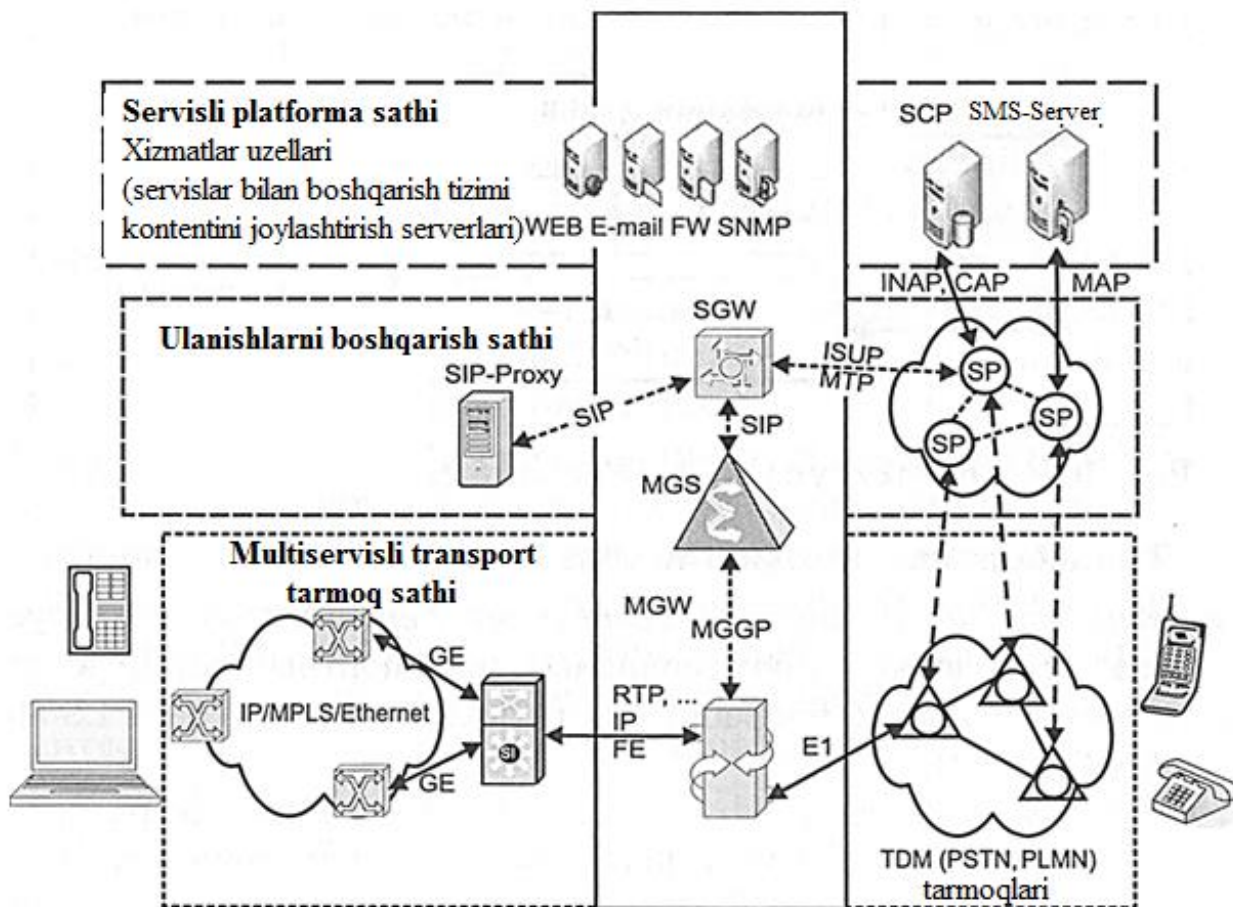 Servisli platforma sathi
Xizmatlar uzellari
(servislar bilan boshqarish tizimi
kontentini joylashtirish serverlari)
WEB E-mail FW SNMP
SCP SMS-Server
INAP, CAP
MAP
Ulanishlarni boshqarish sathi
SGW
SIP-Proxy
SIP
ISUP
MTP
SIP
MGS
SP
SP
SP
Multiservisli transport
tarmoq sathi
MGW
MGGP
GE
IP/MPLS/Ethernet
SI
GE
RTP, ...
IP
FE
E1
TDM (PSTN, PLMN)
tarmoqlari